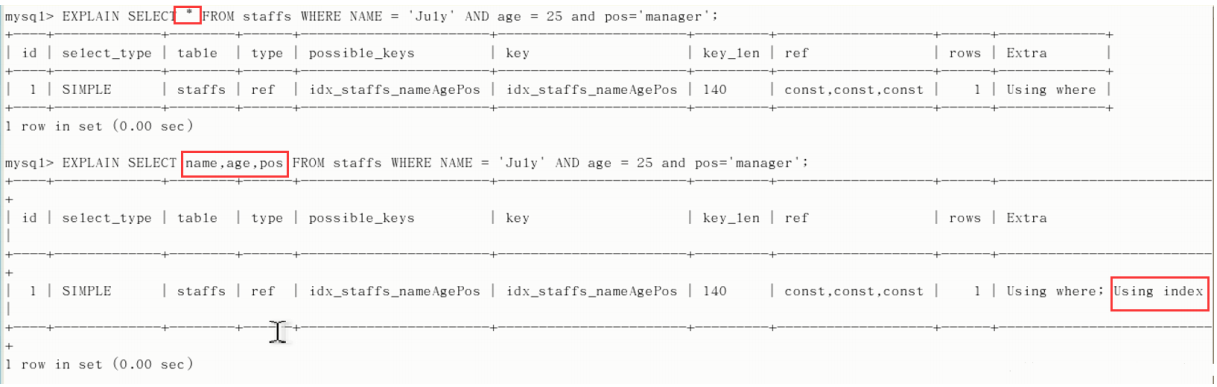 mysql> EXPLAIN SELECT * FROM staffs WHERE NAME = 'July' AND age = 25 and pos='manager';
+----+-------------+--------+------+-----------------------+-----------------------+---------+-------------------+------+-------------+
| id | select_type | table | type | possible_keys | key | key_len | ref | rows | Extra |
+----+-------------+--------+------+-----------------------+-----------------------+---------+-------------------+------+-------------+
| 1 | SIMPLE | staffs | ref | idx_staffs_nameAgePos | idx_staffs_nameAgePos | 140 | const,const,const | 1 | Using where |
+----+-------------+--------+------+-----------------------+-----------------------+---------+-------------------+------+-------------+
1 row in set (0.00 sec)
mysql> EXPLAIN SELECT name,age,pos FROM staffs WHERE NAME = 'July' AND age = 25 and pos='manager';
+----+-------------+--------+------+-----------------------+-----------------------+---------+-------------------+------+--------------------------
+
| id | select_type | table | type | possible_keys | key | key_len | ref | rows | Extra
|
+----+-------------+--------+------+-----------------------+-----------------------+---------+-------------------+------+--------------------------
+
| 1 | SIMPLE | staffs | ref | idx_staffs_nameAgePos | idx_staffs_nameAgePos | 140 | const,const,const | 1 | Using where; Using index
|
+----+-------------+--------+------+-----------------------+-----------------------+---------+-------------------+------+--------------------------
+
1 row in set (0.00 sec)